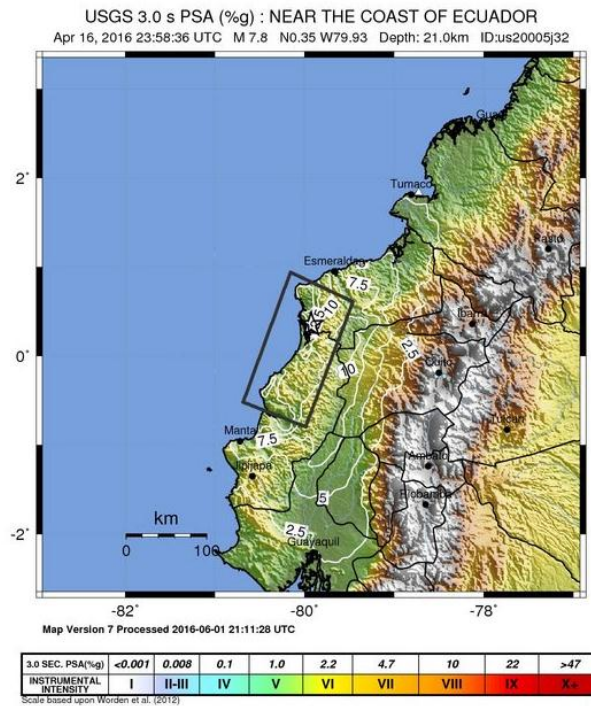 USGS 3.0 s PSA (%g) : NEAR THE COAST OF ECUADOR
Apr 16, 2016 23:58:36 UTC M 7.8 N0.35 W79.93 Depth: 21.0km ID:us20005j32
2˚
0˚
-2˚
Tumaco
Pasto
Esmeraldas
7.5
10
2.5
10
Quito
Manta
7.5
Jipijapa
Ambato
Riobamba
5
2.5
Guayaquil
km
0 100
-82˚ -80˚ -78˚
Map Version 7 Processed 2016-06-01 21:11:28 UTC
3.0 SEC. PSA(%g) <0.001 0.008 0.1 1.0 2.2 4.7 10 22 >47
INSTRUMENTAL INTENSITY I II-III IV V VI VII VIII IX X+
Scale based upon Worden et al. (2012)